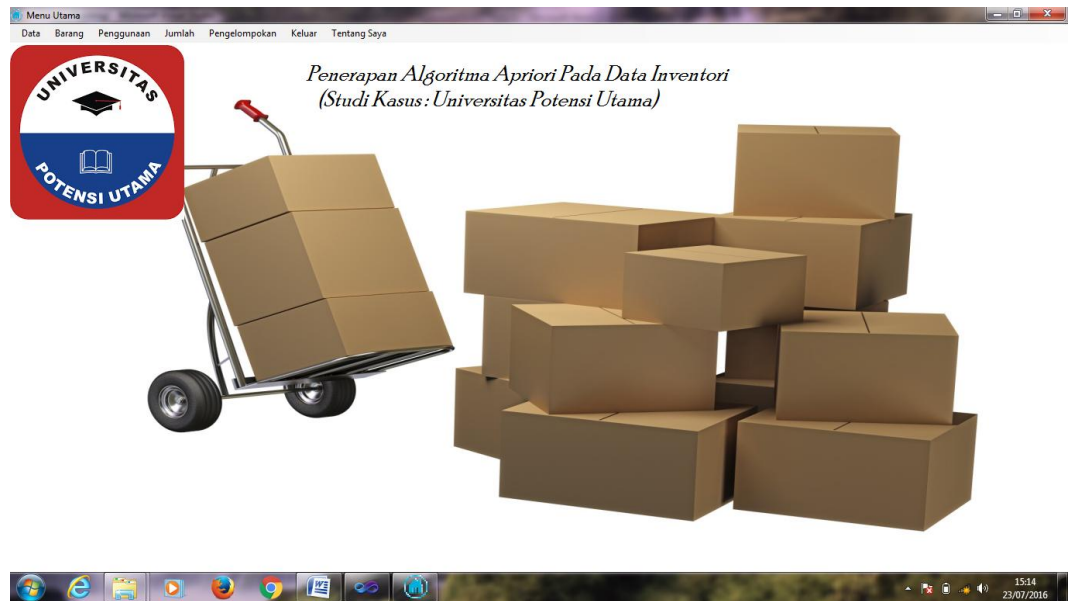 Menu Utama
Data Barang Penggunaan Jumlah Pengelompokan Keluar Tentang Saya
UNIVERSITAS
POTENSI UTAMA
Penerapan Algoritma Apriori Pada Data Inventori
(Studi Kasus : Universitas Potensi Utama)
15:14
23/07/2016